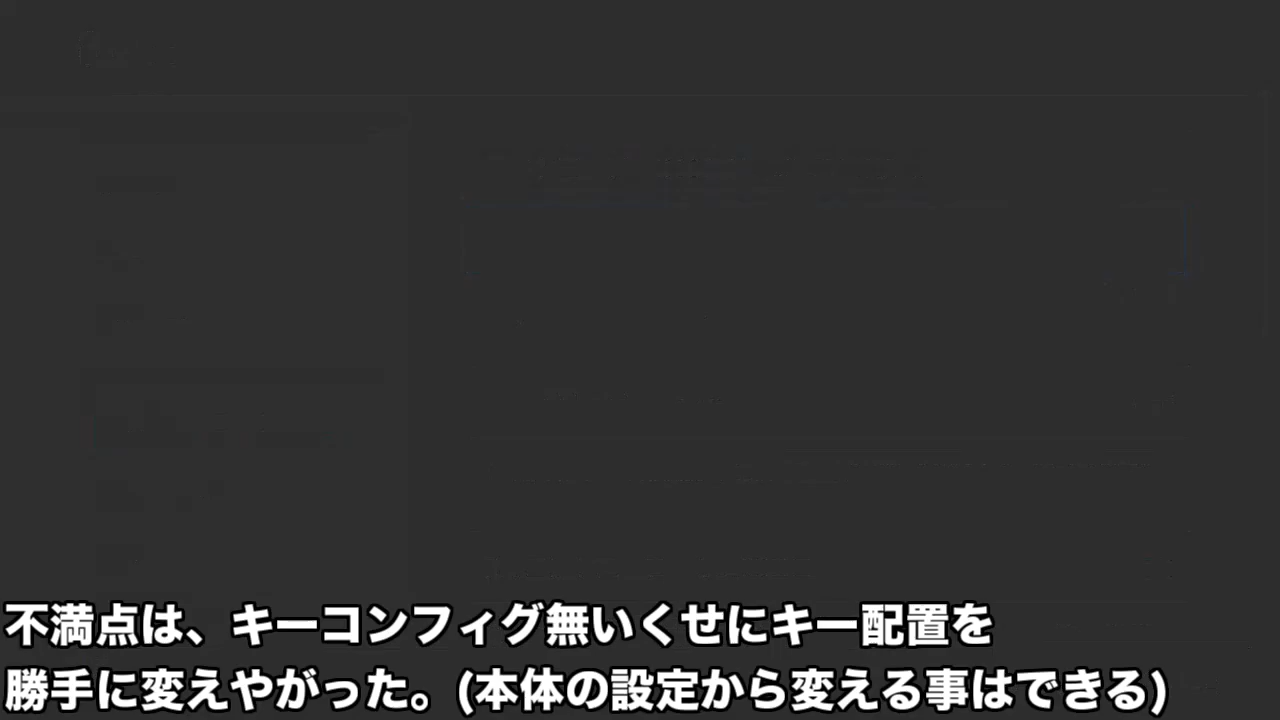 不満点は、キーコンフィグ無いくせにキー配置を
勝手に変えやがった。(本体の設定から変える事はできる)